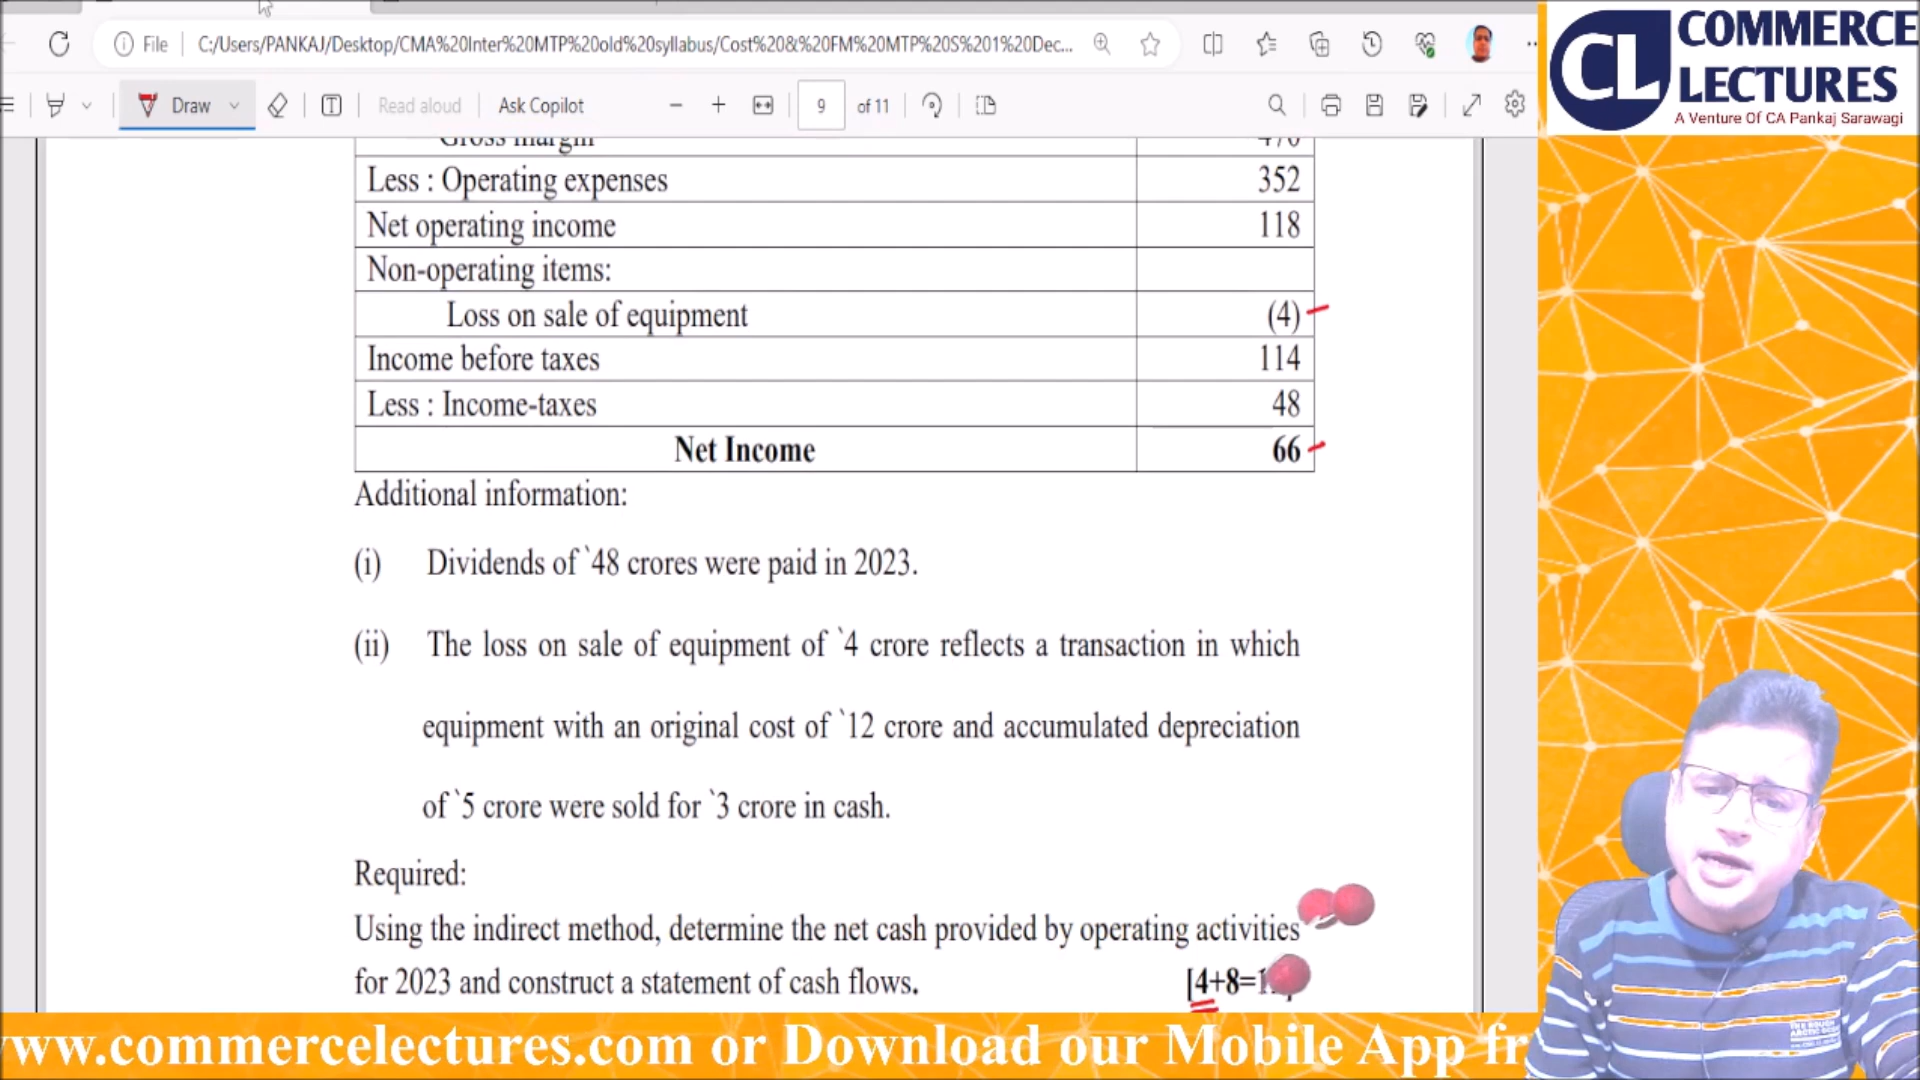 File
C:/Users/PANKAJ/Desktop/CMA%20Inter%20MTP%20old%20syllabus/Cost%20&%20FM%20MTP%20S%201%20Dec...
Draw
Read aloud
Ask Copilot
9 of 11
CL COMMERCE LECTURES
A Venture Of CA Pankaj Sarawagi
Gross margin 470
Less : Operating expenses 352
Net operating income 118
Non-operating items:
Loss on sale of equipment (4)
Income before taxes 114
Less : Income-taxes 48
Net Income 66
Additional information:
(i) Dividends of `48 crores were paid in 2023.
(ii) The loss on sale of equipment of `4 crore reflects a transaction in which
equipment with an original cost of `12 crore and accumulated depreciation
of `5 crore were sold for `3 crore in cash.
Required:
Using the indirect method, determine the net cash provided by operating activities
for 2023 and construct a statement of cash flows. [4+8=
www.commercelectures.com or Download our Mobile App fr